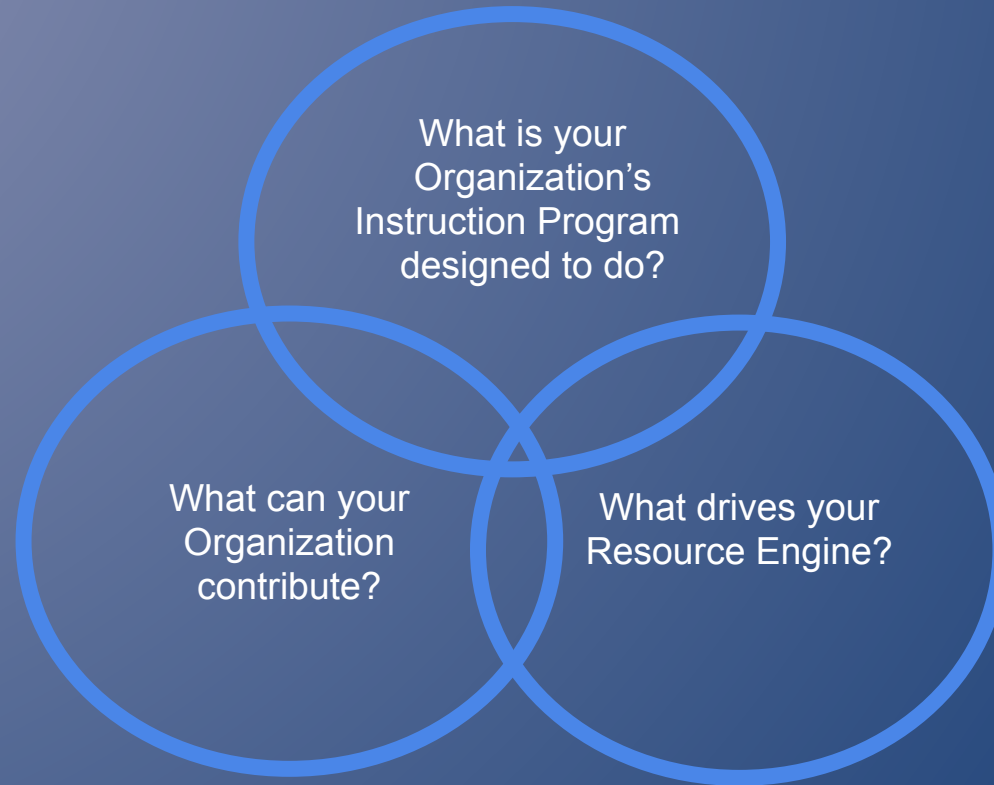 What is your
Organization’s
Instruction Program
designed to do?
What can your
Organization
contribute?
What drives your
Resource Engine?